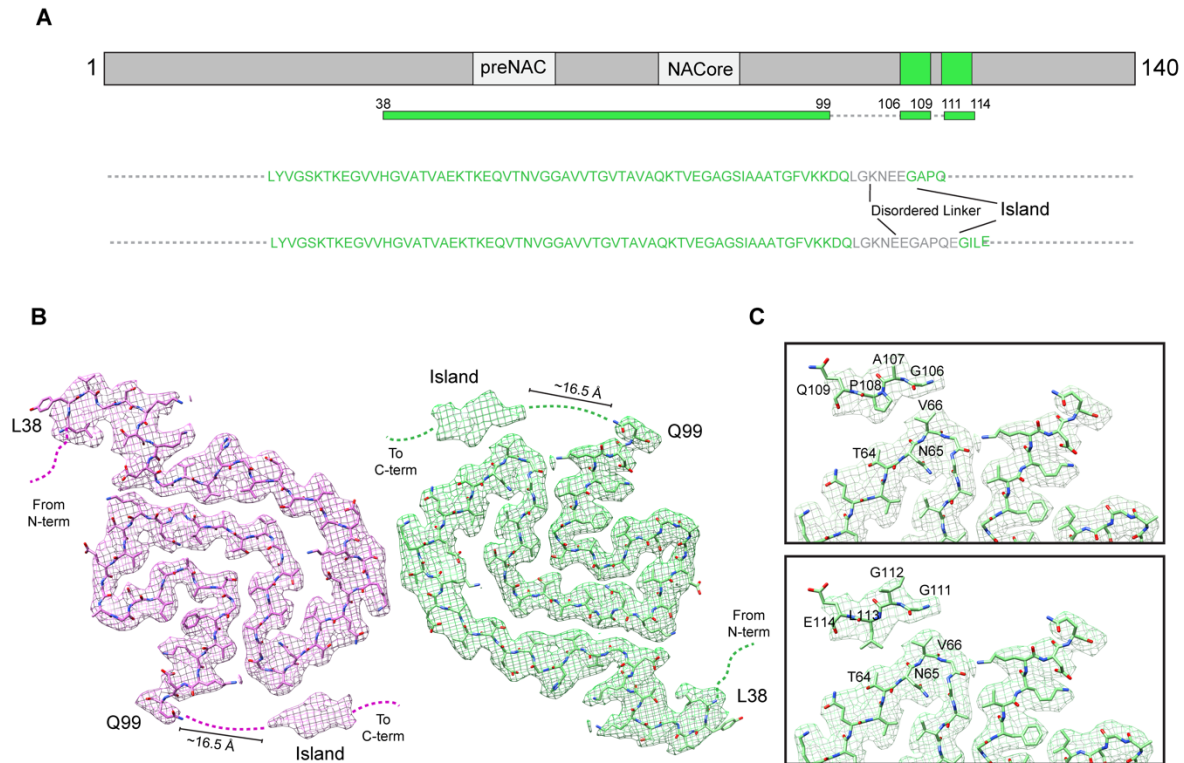 A
1
preNAC
NACore
140
38
99
106
109
111
114
LYVGSKTKEGVVHGVATVAEKTKEQVTNVGGAVVTGVTAVAQKTVEGAGSIAAATGFVKKDQLGKNEEGAPQ
Disordered Linker
Island
LYVGSKTKEGVVHGVATVAEKTKEQVTNVGGAVVTGVTAVAQKTVEGAGSIAAATGFVKKDQLGKNEEGAPQEGILE
B
L38
From
N-term
Q99
~16.5 Å
Island
To
C-term
Island
~16.5 Å
Q99
To
C-term
From
N-term
L38
C
A107
G106
Q109
P108
V66
T64
N65
G112
G111
E114
L113
V66
T64
N65